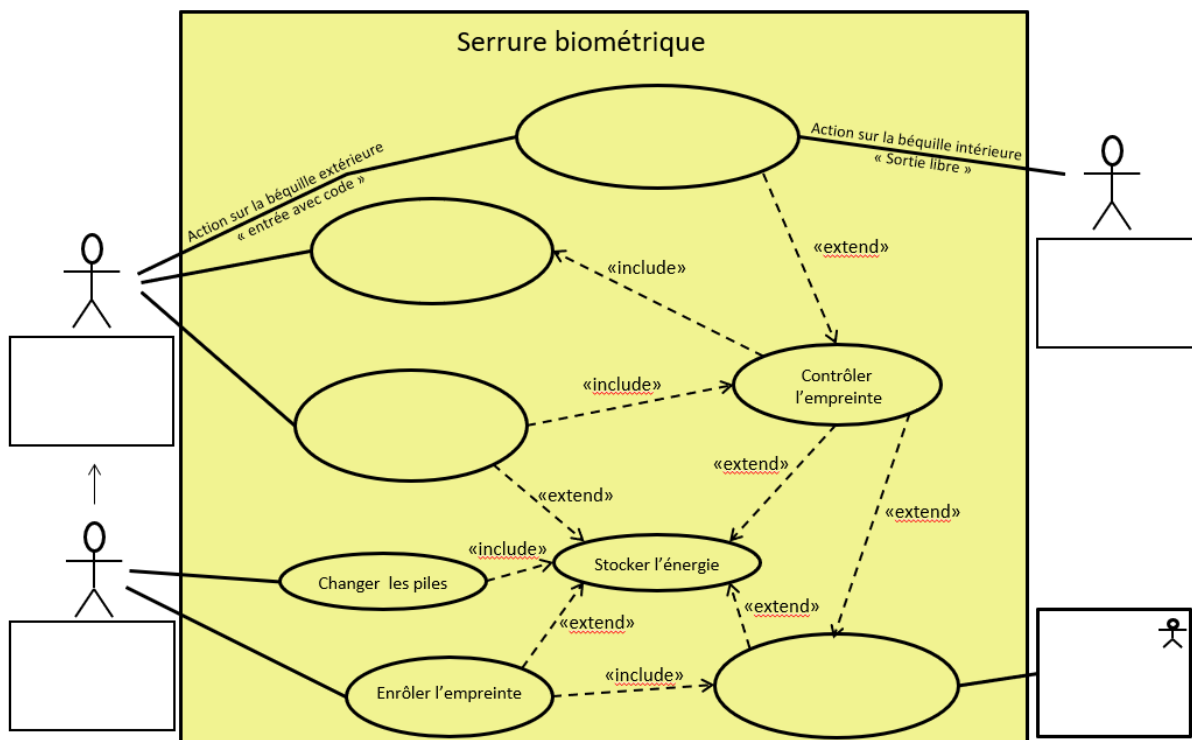 Serrure biométrique
Action sur la béquille extérieure
« entrée avec code »
Action sur la béquille intérieure
« Sortie libre »
«extend»
«include»
Contrôler
l’empreinte
«include»
«extend»
«extend»
«extend»
«include»
Stocker l’énergie
Changer les piles
«extend»
«extend»
Enrôler l’empreinte
«include»